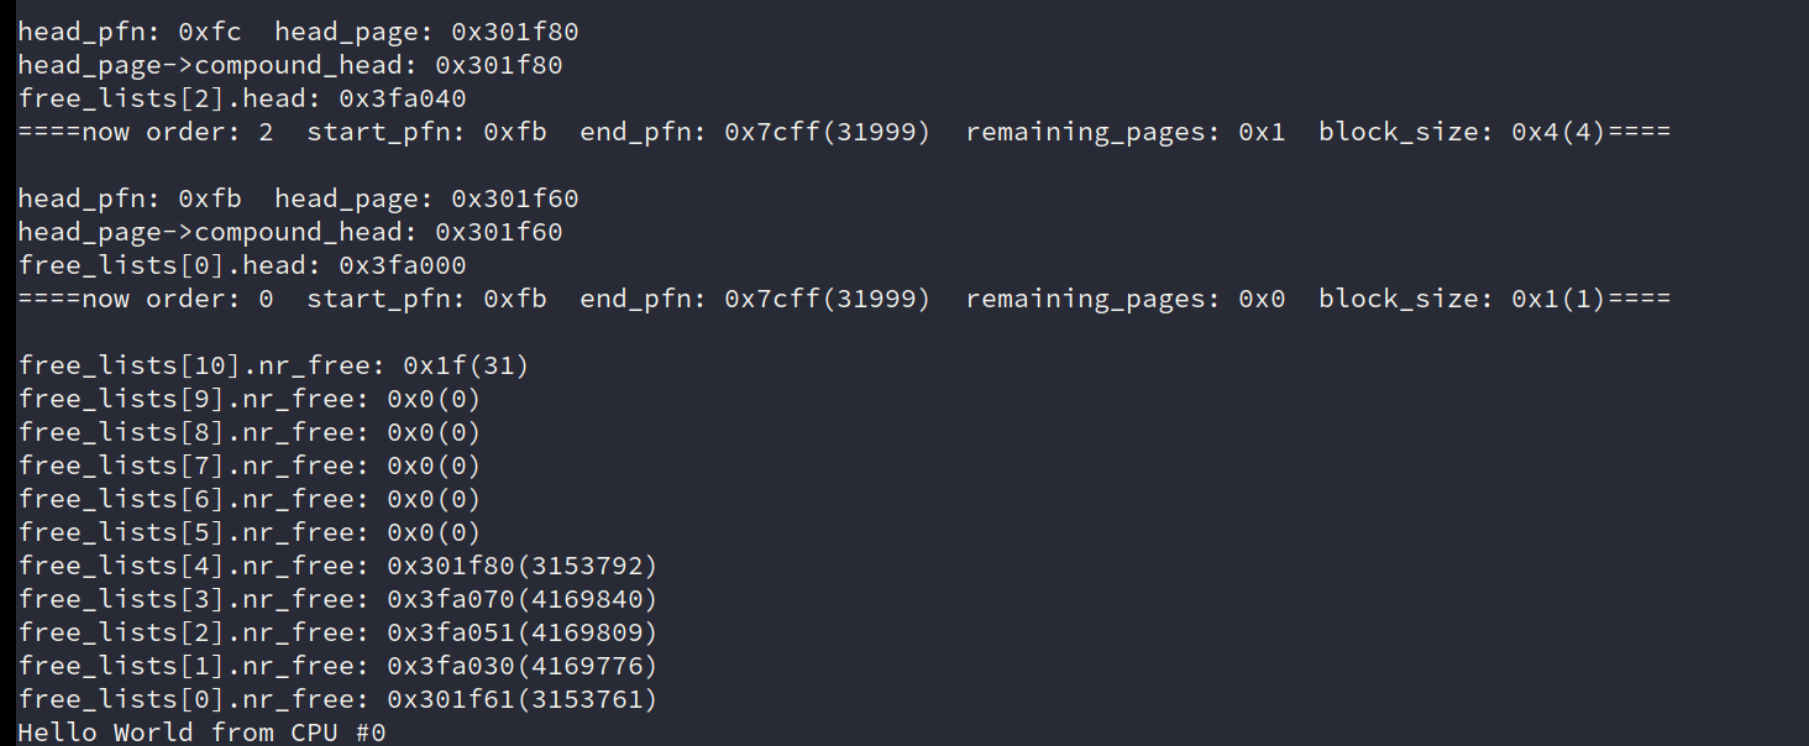 head_pfn: 0xfc  head_page: 0x301f80
head_page->compound_head: 0x301f80
free_lists[2].head: 0x3fa040
====now order: 2  start_pfn: 0xfb  end_pfn: 0x7cff(31999)  remaining_pages: 0x1  block_size: 0x4(4)====
head_pfn: 0xfb  head_page: 0x301f60
head_page->compound_head: 0x301f60
free_lists[0].head: 0x3fa000
====now order: 0  start_pfn: 0xfb  end_pfn: 0x7cff(31999)  remaining_pages: 0x0  block_size: 0x1(1)====
free_lists[10].nr_free: 0x1f(31)
free_lists[9].nr_free: 0x0(0)
free_lists[8].nr_free: 0x0(0)
free_lists[7].nr_free: 0x0(0)
free_lists[6].nr_free: 0x0(0)
free_lists[5].nr_free: 0x0(0)
free_lists[4].nr_free: 0x301f80(3153792)
free_lists[3].nr_free: 0x3fa070(4169840)
free_lists[2].nr_free: 0x3fa051(4169809)
free_lists[1].nr_free: 0x3fa030(4169776)
free_lists[0].nr_free: 0x301f61(3153761)
Hello World from CPU #0